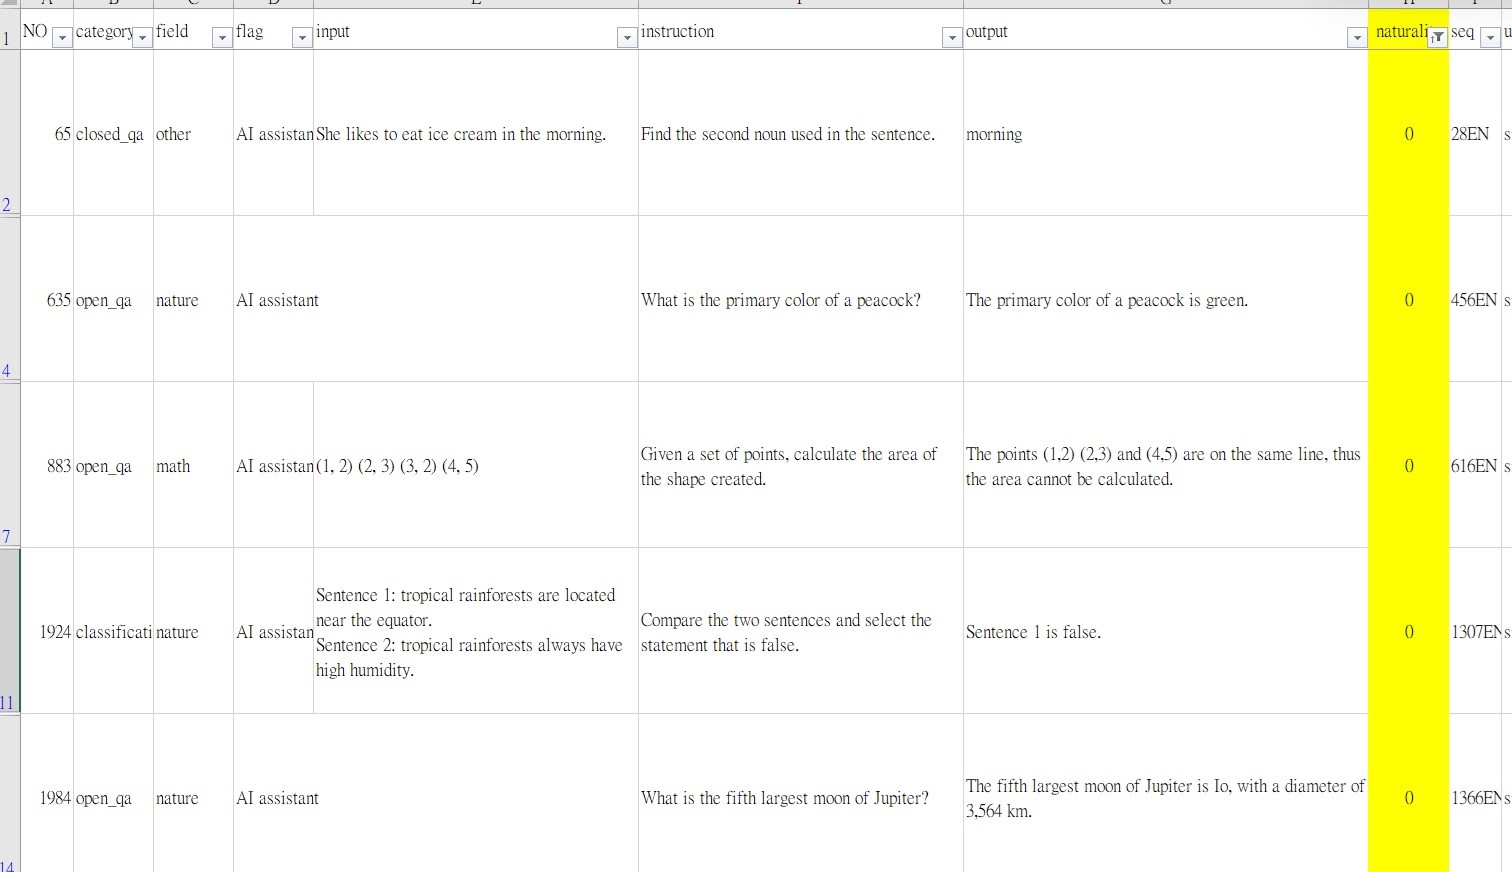 NO category field flag input instruction output naturali seq u
1
65 closed_qa other AI assistan She likes to eat ice cream in the morning. Find the second noun used in the sentence. morning 0 28EN s
2
635 open_qa nature AI assistant What is the primary color of a peacock? The primary color of a peacock is green. 0 456EN s
4
883 open_qa math AI assistan (1, 2) (2, 3) (3, 2) (4, 5)
Given a set of points, calculate the area of
the shape created.
The points (1,2) (2,3) and (4,5) are on the same line, thus
the area cannot be calculated.
0 616EN s
7
1924 classificati nature AI assistan
Sentence 1: tropical rainforests are located
near the equator.
Sentence 2: tropical rainforests always have
high humidity.
Compare the two sentences and select the
statement that is false.
Sentence 1 is false.
0 1307EN s
11
1984 open_qa nature AI assistant What is the fifth largest moon of Jupiter?
The fifth largest moon of Jupiter is Io, with a diameter of
3,564 km.
0 1366EN s
14